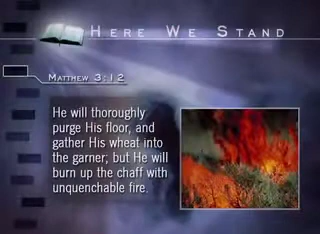 HERE WE STAND
MATTHEW 3:12
He will thoroughly
purge His floor, and
gather His wheat into
the garner; but He will
burn up the chaff with
unquenchable fire.